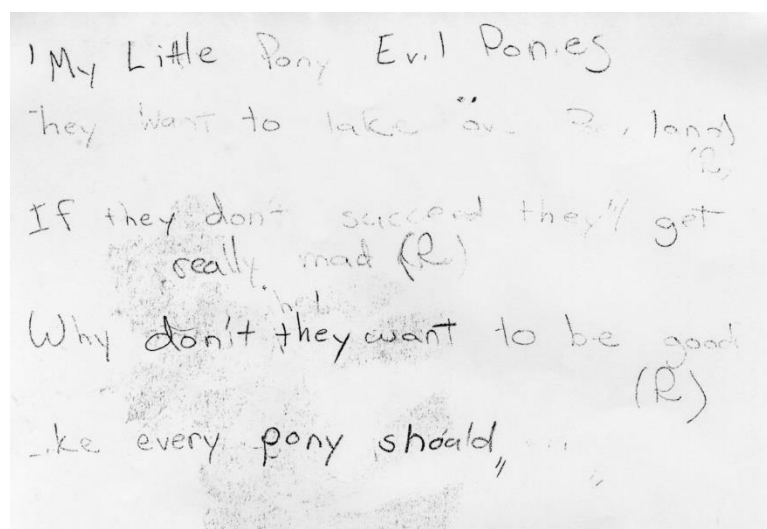 'My Little Pony Evil Ponies
They want to take over land
(R)
If they don't succeed they'll get
really mad (R)
Why don't they want to be good
(R)
like every pony should,,